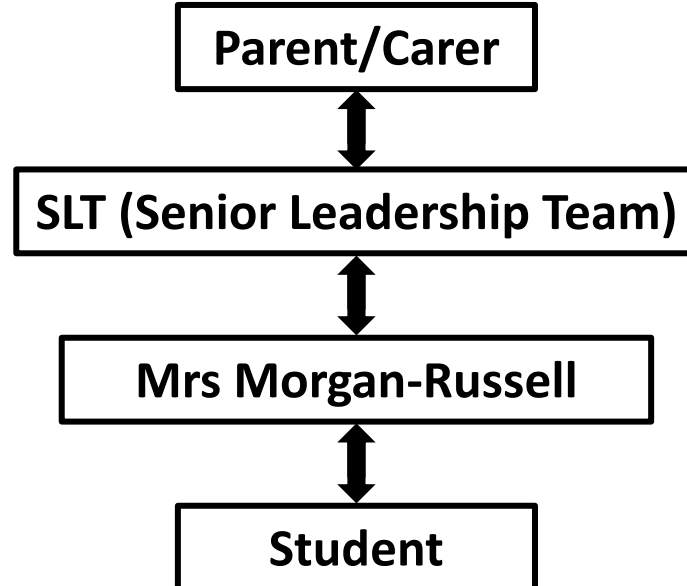 Parent/Carer
SLT (Senior Leadership Team)
Mrs Morgan-Russell
Student